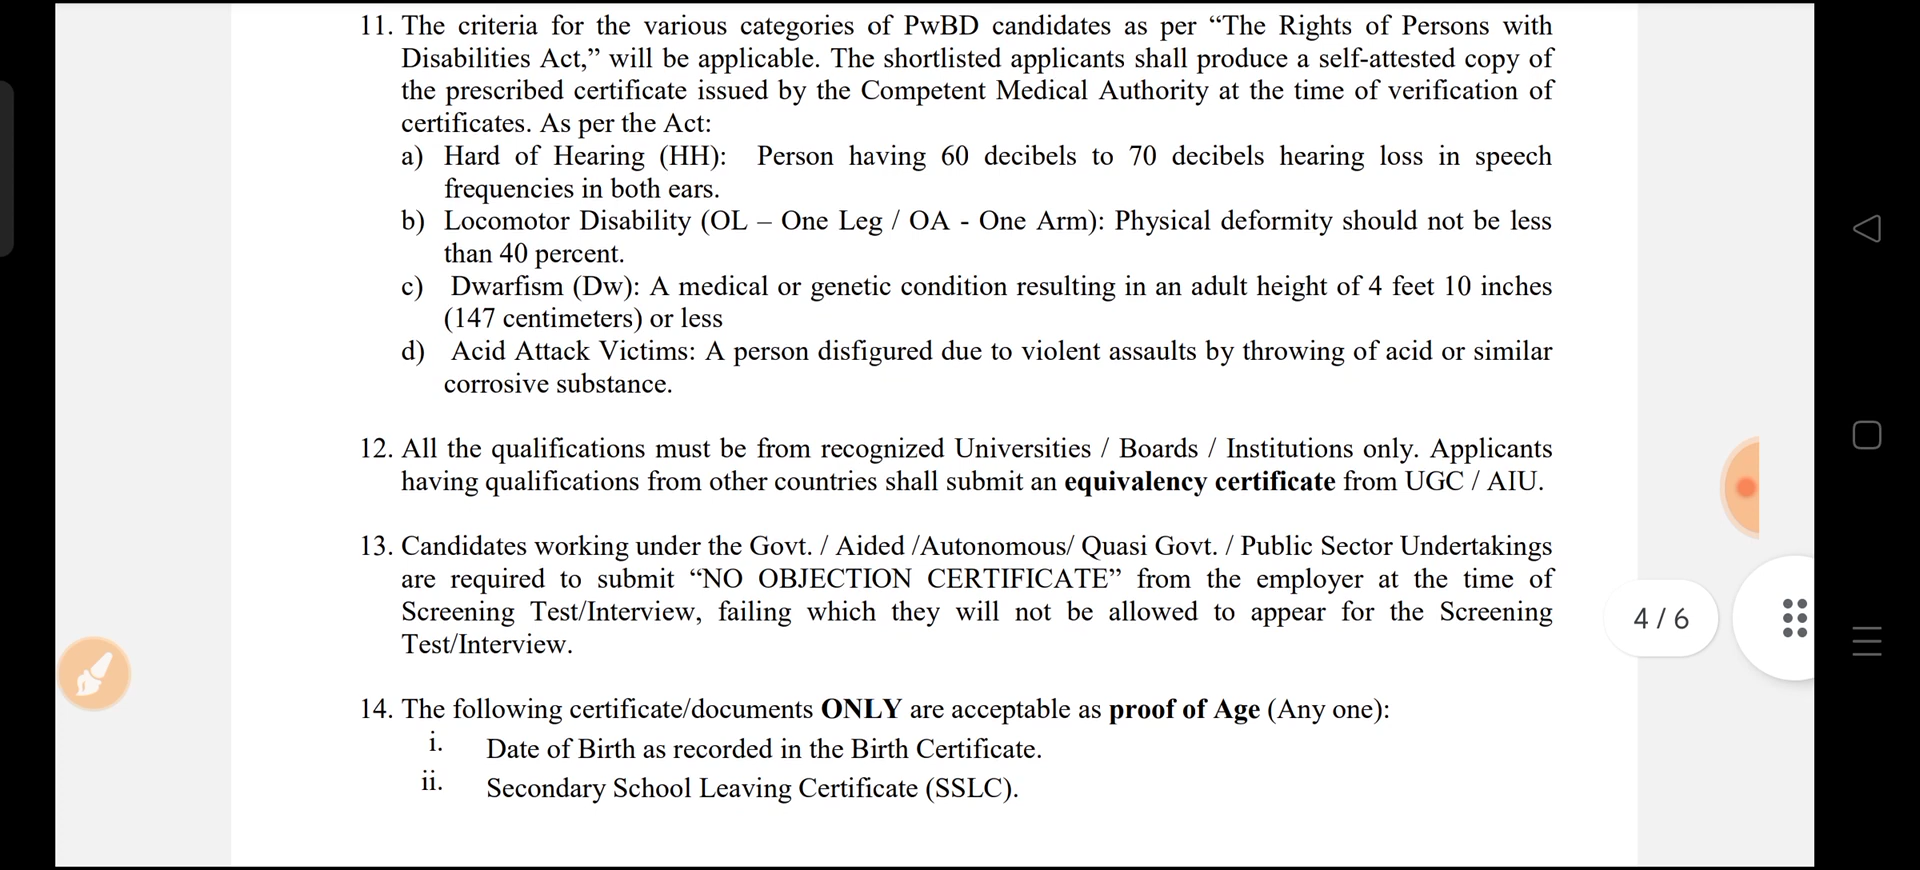 11. The criteria for the various categories of PwBD candidates as per “The Rights of Persons with
Disabilities Act,” will be applicable. The shortlisted applicants shall produce a self-attested copy of
the prescribed certificate issued by the Competent Medical Authority at the time of verification of
certificates. As per the Act:
a) Hard of Hearing (HH): Person having 60 decibels to 70 decibels hearing loss in speech
frequencies in both ears.
b) Locomotor Disability (OL – One Leg / OA - One Arm): Physical deformity should not be less
than 40 percent.
c) Dwarfism (Dw): A medical or genetic condition resulting in an adult height of 4 feet 10 inches
(147 centimeters) or less
d) Acid Attack Victims: A person disfigured due to violent assaults by throwing of acid or similar
corrosive substance.
12. All the qualifications must be from recognized Universities / Boards / Institutions only. Applicants
having qualifications from other countries shall submit an equivalency certificate from UGC / AIU.
13. Candidates working under the Govt. / Aided /Autonomous/ Quasi Govt. / Public Sector Undertakings
are required to submit “NO OBJECTION CERTIFICATE” from the employer at the time of
Screening Test/Interview, failing which they will not be allowed to appear for the Screening
Test/Interview.
4 / 6
14. The following certificate/documents ONLY are acceptable as proof of Age (Any one):
i. Date of Birth as recorded in the Birth Certificate.
ii. Secondary School Leaving Certificate (SSLC).